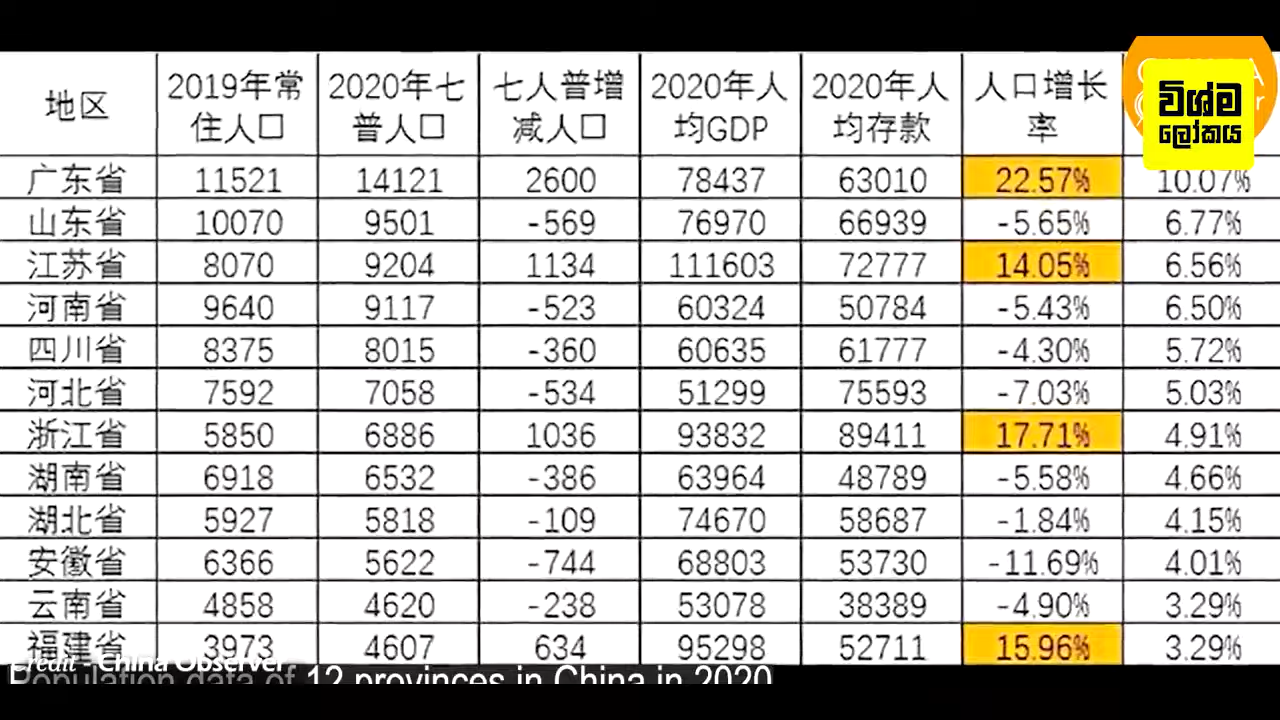 地区 2019年常住人口 2020年七普人口 七人普增减人口 2020年人均GDP 2020年人均存款 人口增长率
විශ්ම
ලෝකය
广东省 11521 14121 2600 78437 63010 22.57% 10.07%
山东省 10070 9501 -569 76970 66939 -5.65% 6.77%
江苏省 8070 9204 1134 111603 72777 14.05% 6.56%
河南省 9640 9117 -523 60324 50784 -5.43% 6.50%
四川省 8375 8015 -360 60635 61777 -4.30% 5.72%
河北省 7592 7058 -534 51299 75593 -7.03% 5.03%
浙江省 5850 6886 1036 93832 89411 17.71% 4.91%
湖南省 6918 6532 -386 63964 48789 -5.58% 4.66%
湖北省 5927 5818 -109 74670 58687 -1.84% 4.15%
安徽省 6366 5622 -744 68803 53730 -11.69% 4.01%
云南省 4858 4620 -238 53078 38389 -4.90% 3.29%
福建省 3973 4607 634 95298 52711 15.96% 3.29%
Credit - China Observer
Population data of 12 provinces in China in 2020